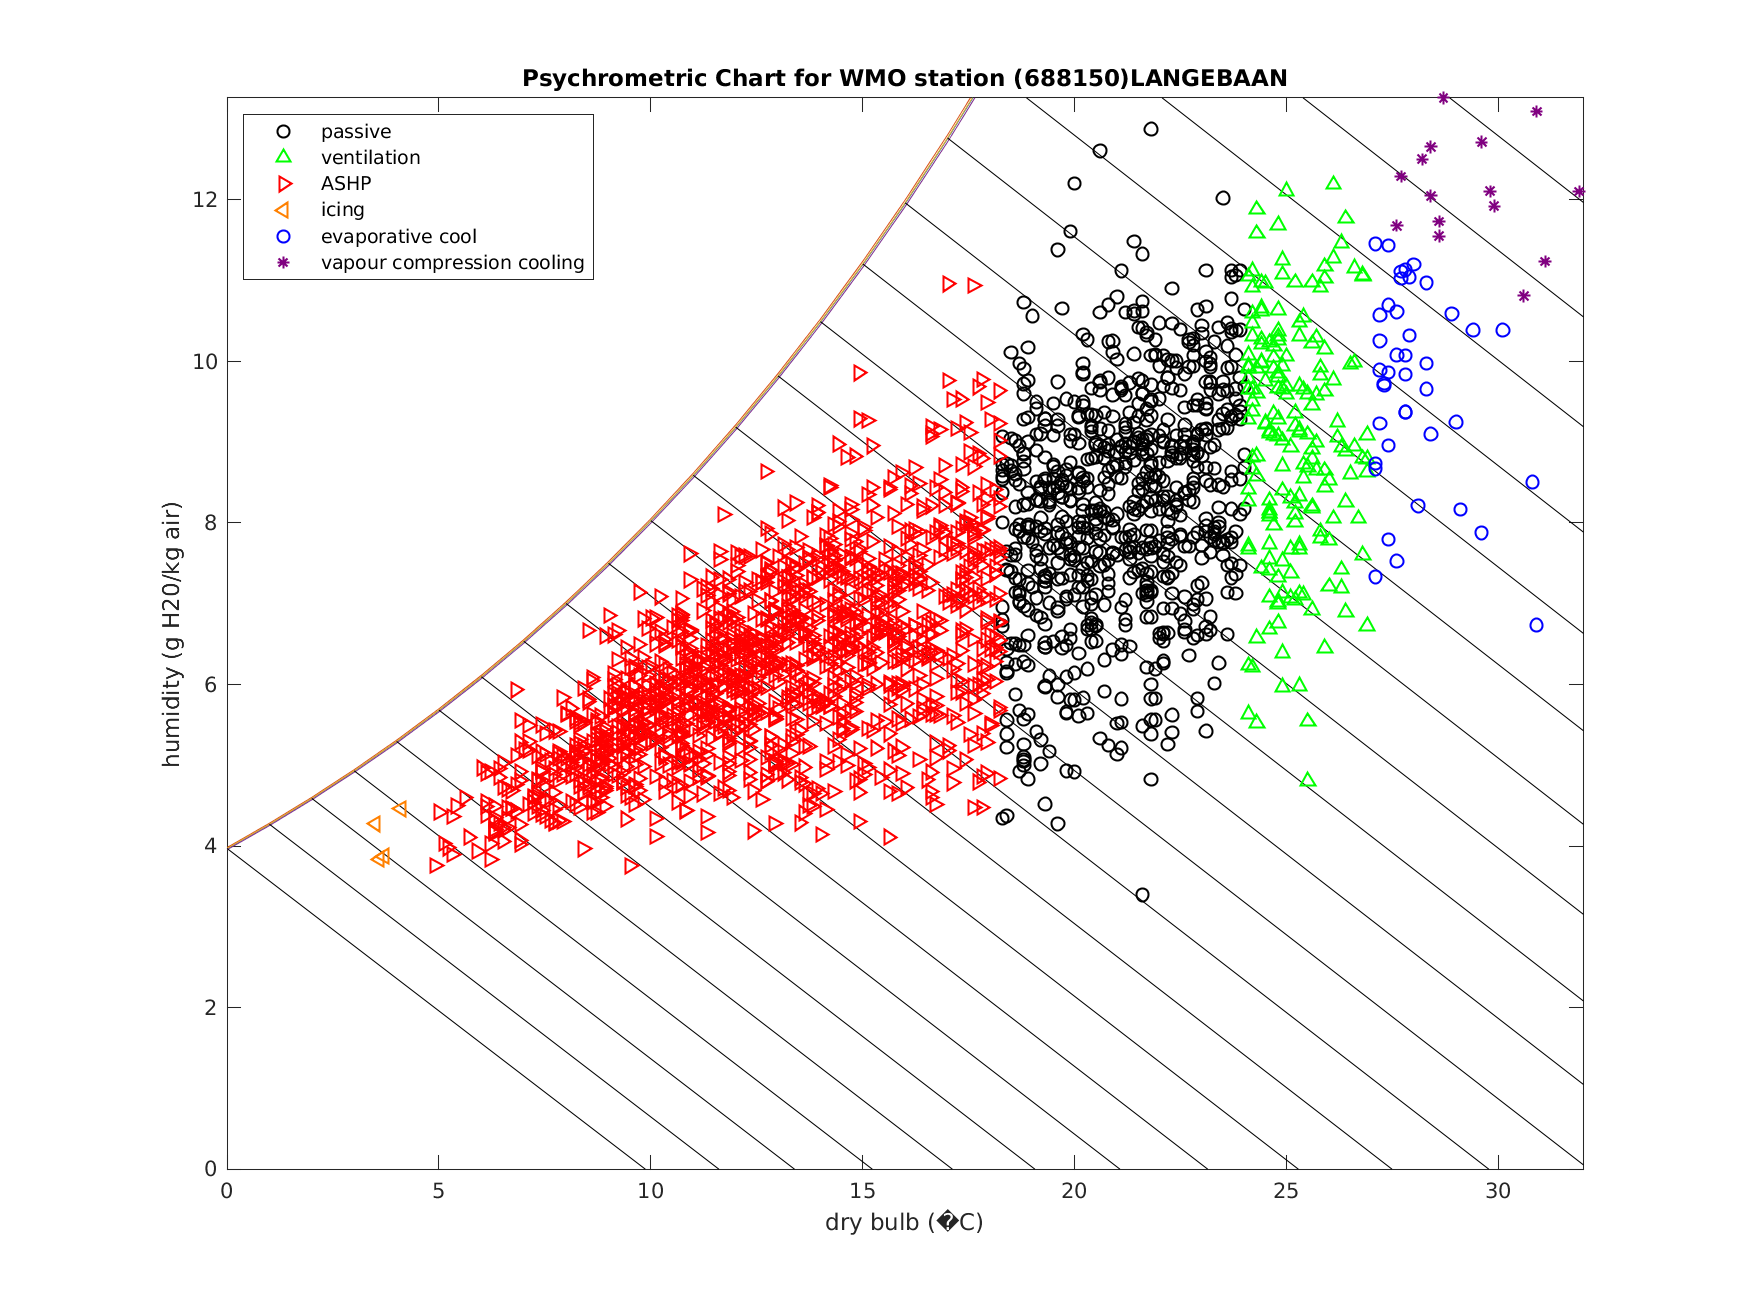 Psychrometric Chart for WMO station (688150)LANGEBAAN
passive
ventilation
ASHP
icing
evaporative cool
vapour compression cooling
humidity (g H20/kg air)
12
10
8
6
4
2
0
0 5 10 15 20 25 30
dry bulb (�C)